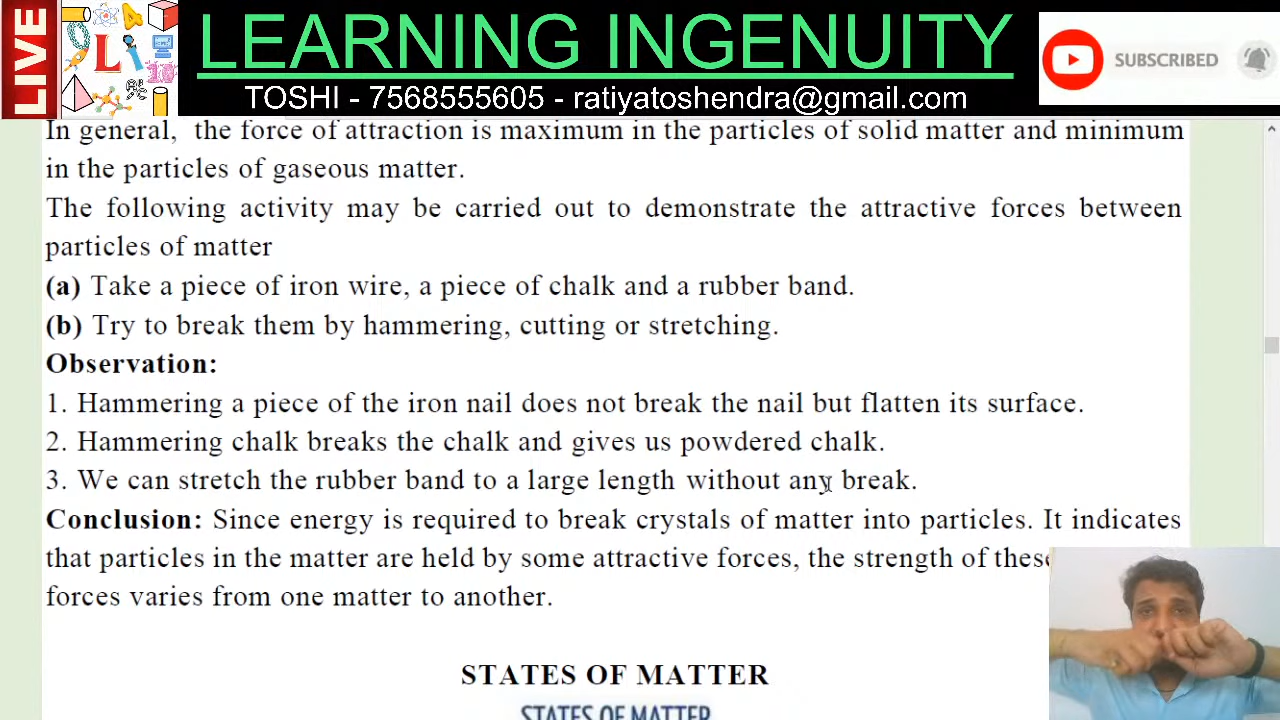 LIVE
LEARNING INGENUITY
TOSHI - 7568555605 - ratiyatoshendra@gmail.com
SUBSCRIBED
In general, the force of attraction is maximum in the particles of solid matter and minimum
in the particles of gaseous matter.
The following activity may be carried out to demonstrate the attractive forces between
particles of matter
(a) Take a piece of iron wire, a piece of chalk and a rubber band.
(b) Try to break them by hammering, cutting or stretching.
Observation:
1. Hammering a piece of the iron nail does not break the nail but flatten its surface.
2. Hammering chalk breaks the chalk and gives us powdered chalk.
3. We can stretch the rubber band to a large length without any break.
Conclusion: Since energy is required to break crystals of matter into particles. It indicates
that particles in the matter are held by some attractive forces, the strength of these
forces varies from one matter to another.
STATES OF MATTER
STATES OF MATTER